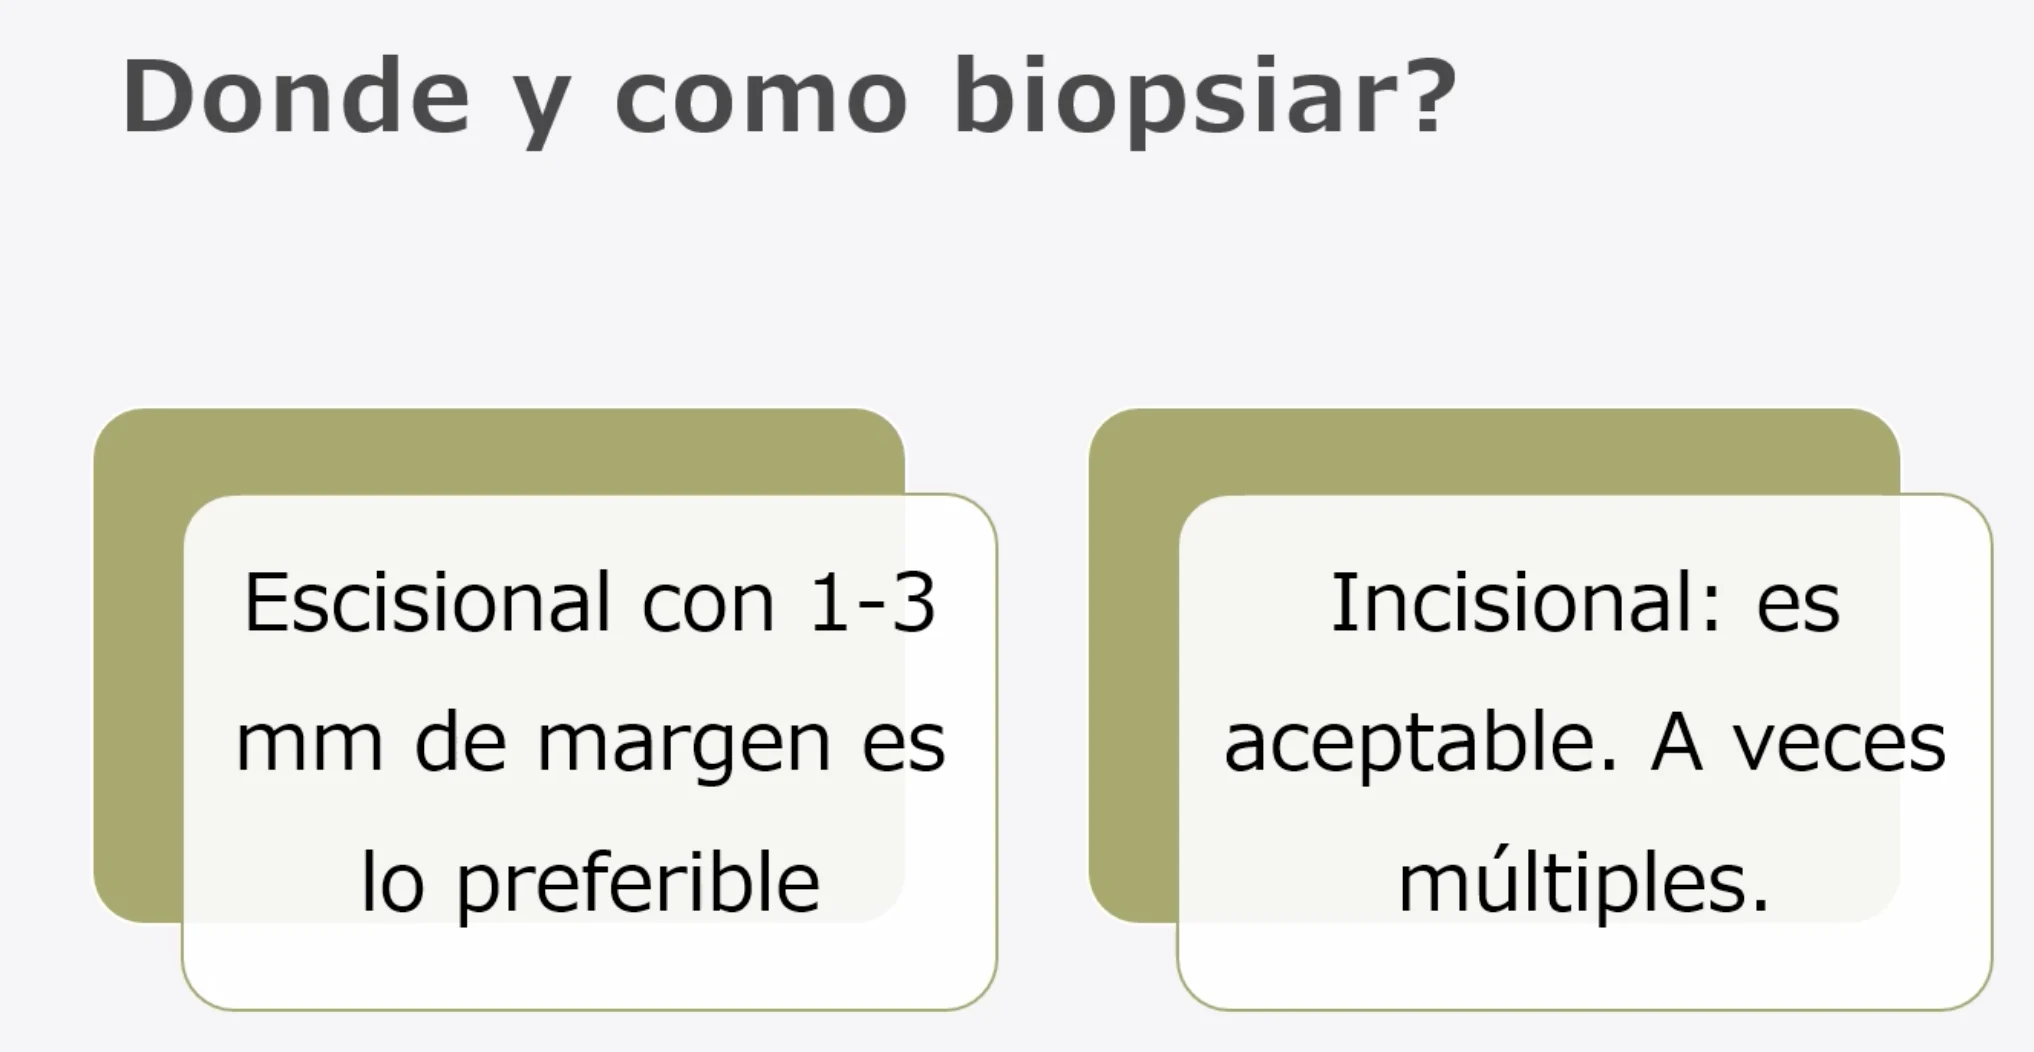 Donde y como biopsiar?
Escisional con 1-3
mm de margen es
lo preferible
Incisional: es
aceptable. A veces
múltiples.